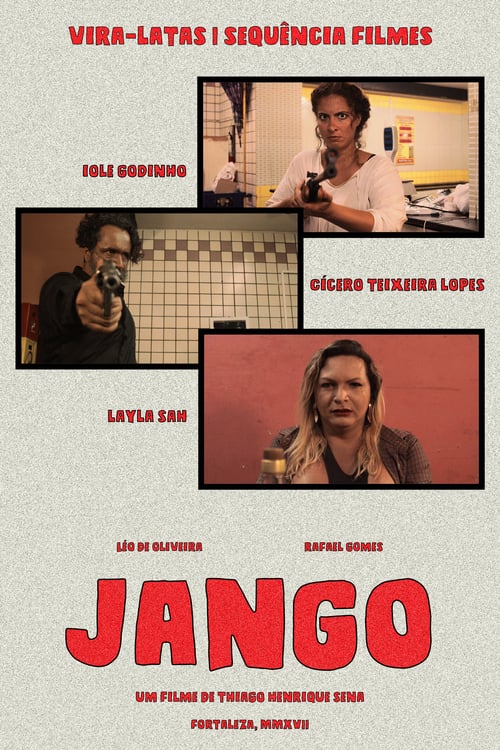 VIRA-LATAS | SEQUÊNCIA FILMES
IOLE GODINHO
CÍCERO TEIXEIRA LOPES
LAYLA SAH
LÉO DE OLIVEIRA
RAFAEL GOMES
JANGO
UM FILME DE THIAGO HENRIQUE SENA
FORTALEZA, MMXVII